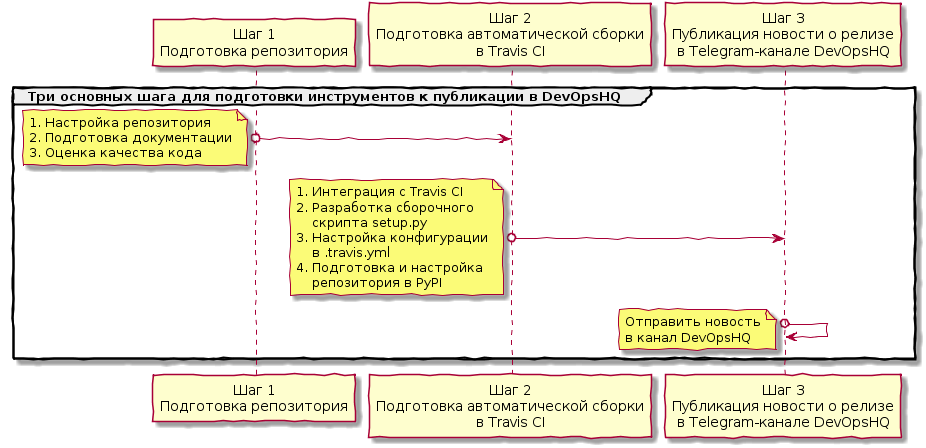 Шаг 1
Подготовка репозитория
Шаг 2
Подготовка автоматической сборки
в Travis CI
Шаг 3
Публикация новости о релизе
в Telegram-канале DevOpsHQ
Три основных шага для подготовки инструментов к публикации в DevOpsHQ
1. Настройка репозитория
2. Подготовка документации
3. Оценка качества кода
1. Интеграция с Travis CI
2. Разработка сборочного
скрипта setup.py
3. Настройка конфигурации
в .travis.yml
4. Подготовка и настройка
репозитория в PyPI
Отправить новость
в канал DevOpsHQ
Шаг 1
Подготовка репозитория
Шаг 2
Подготовка автоматической сборки
в Travis CI
Шаг 3
Публикация новости о релизе
в Telegram-канале DevOpsHQ